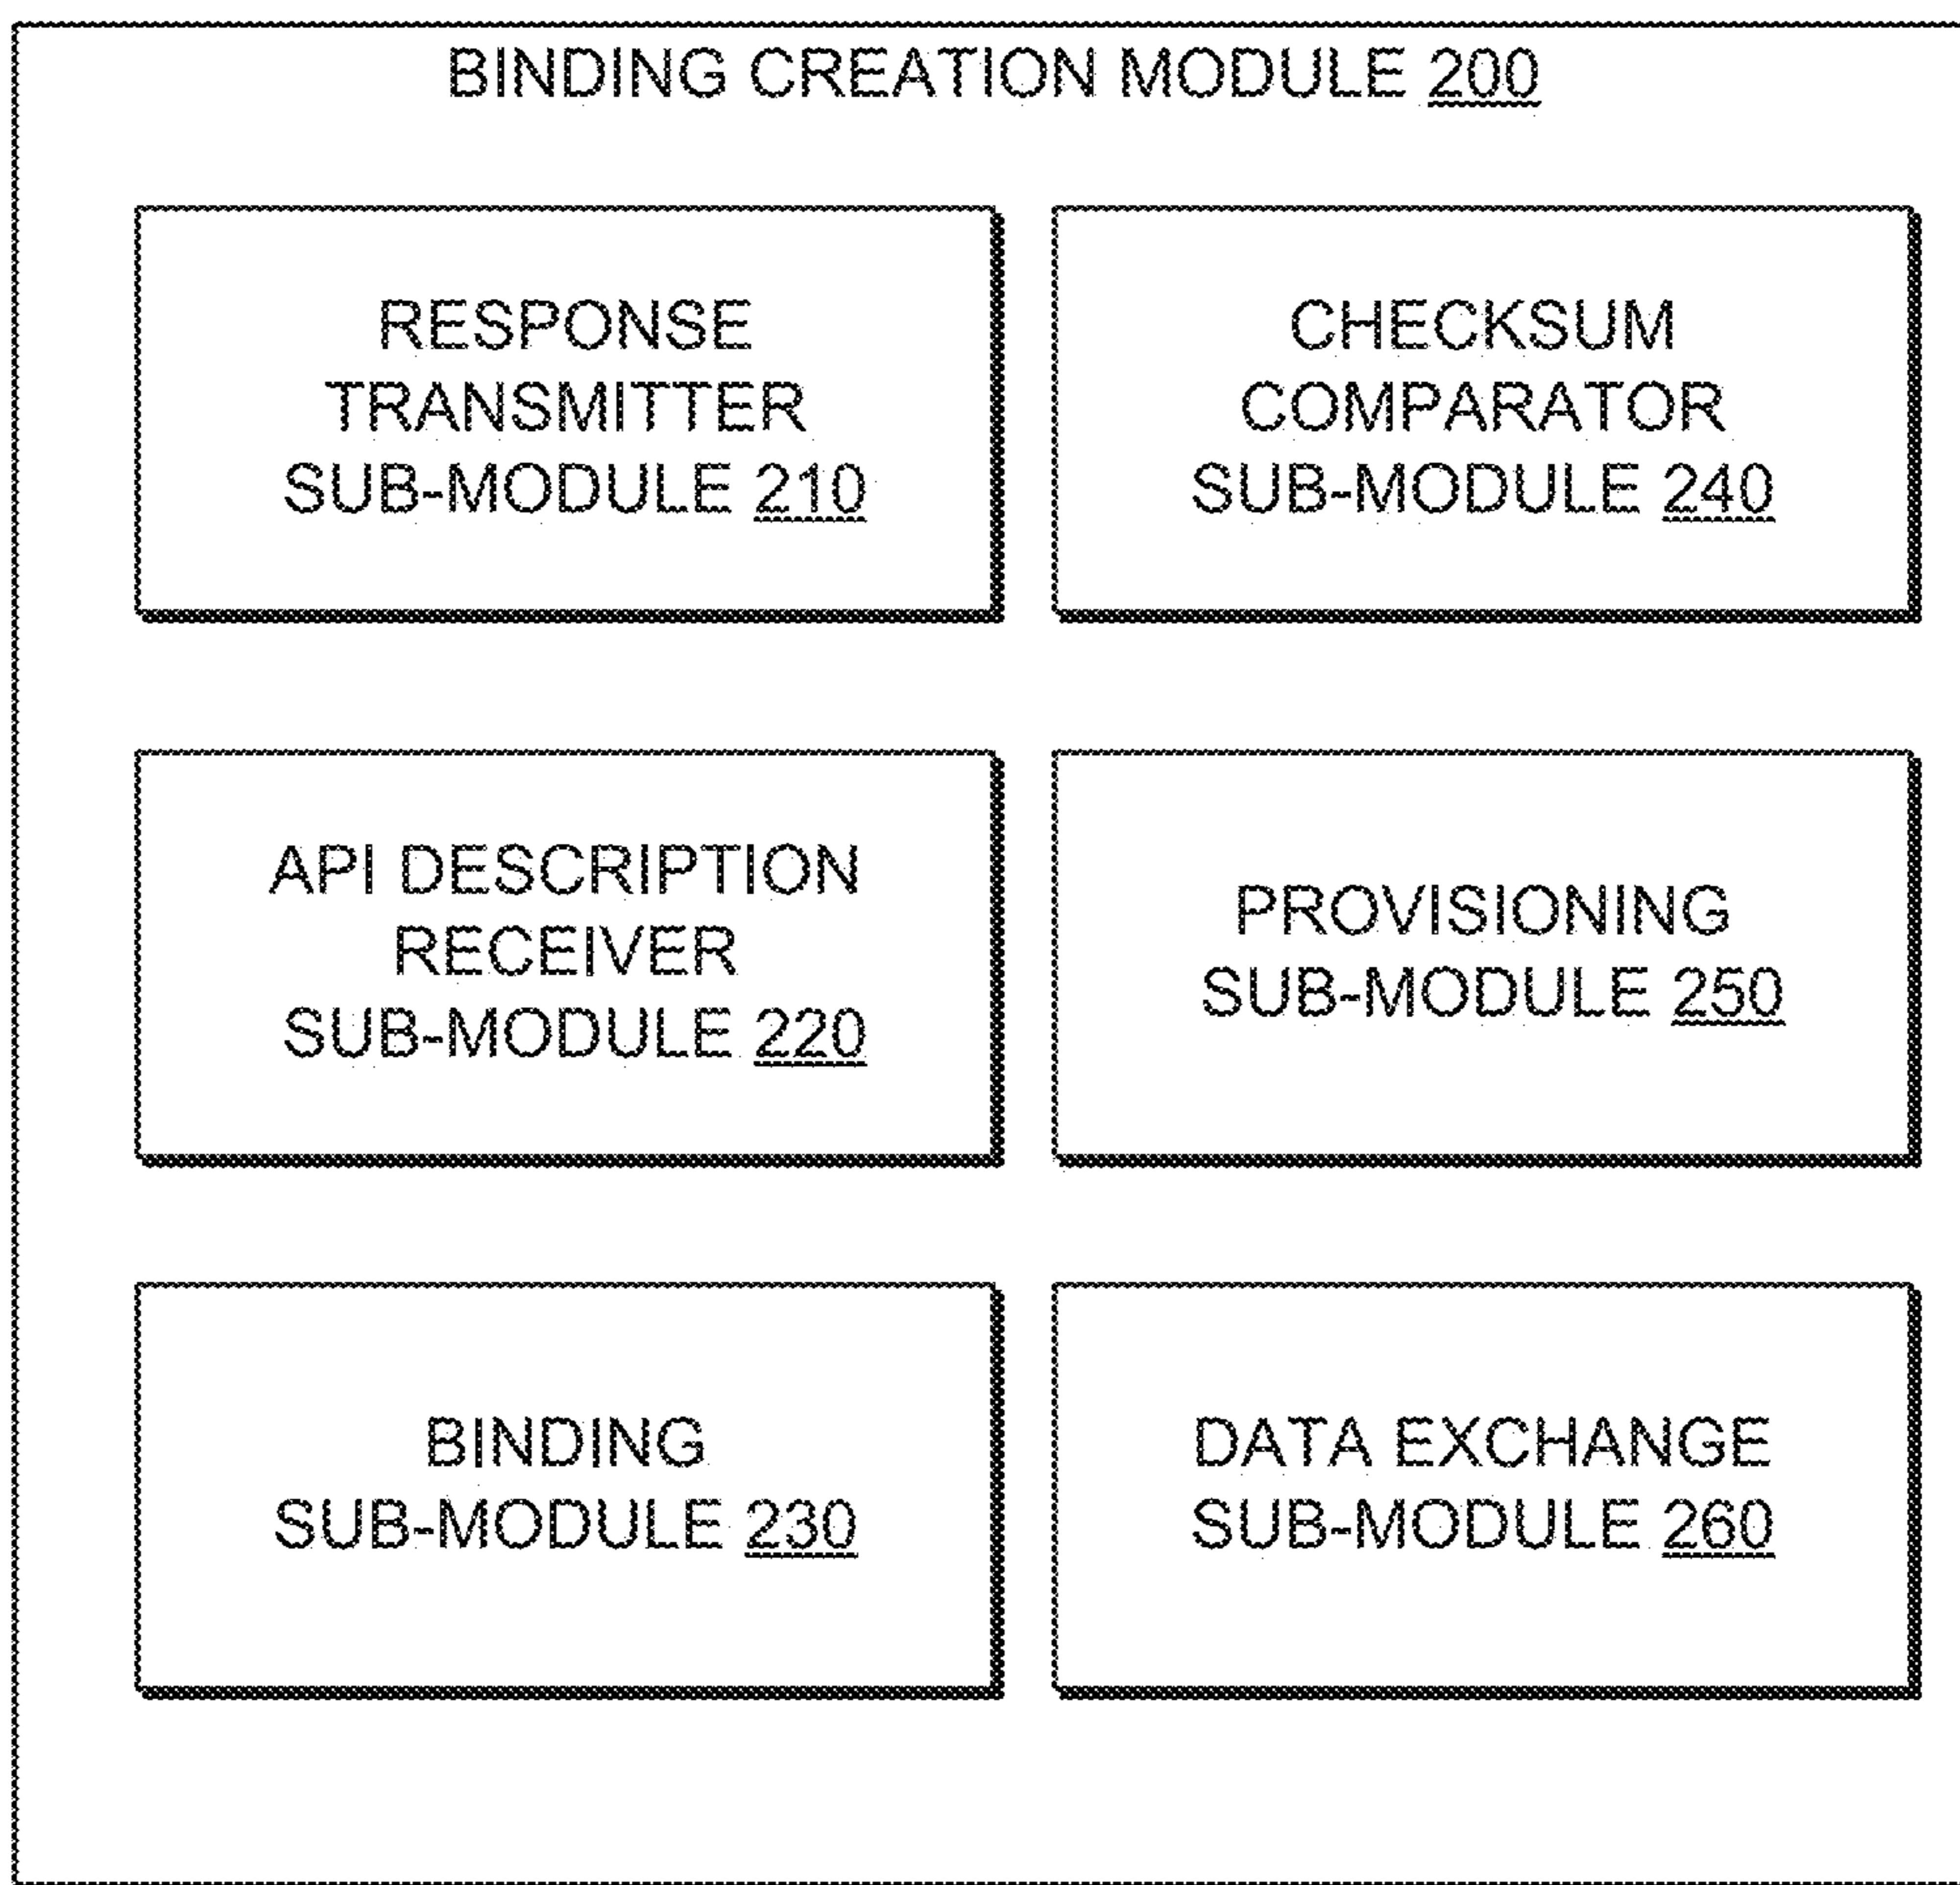 BINDING CREATION MODULE 200
RESPONSE
TRANSMITTER
SUB-MODULE 210
CHECKSUM
COMPARATOR
SUB-MODULE 240
API DESCRIPTION
RECEIVER
SUB-MODULE 220
PROVISIONING
SUB-MODULE 250
BINDING
SUB-MODULE 230
DATA EXCHANGE
SUB-MODULE 260